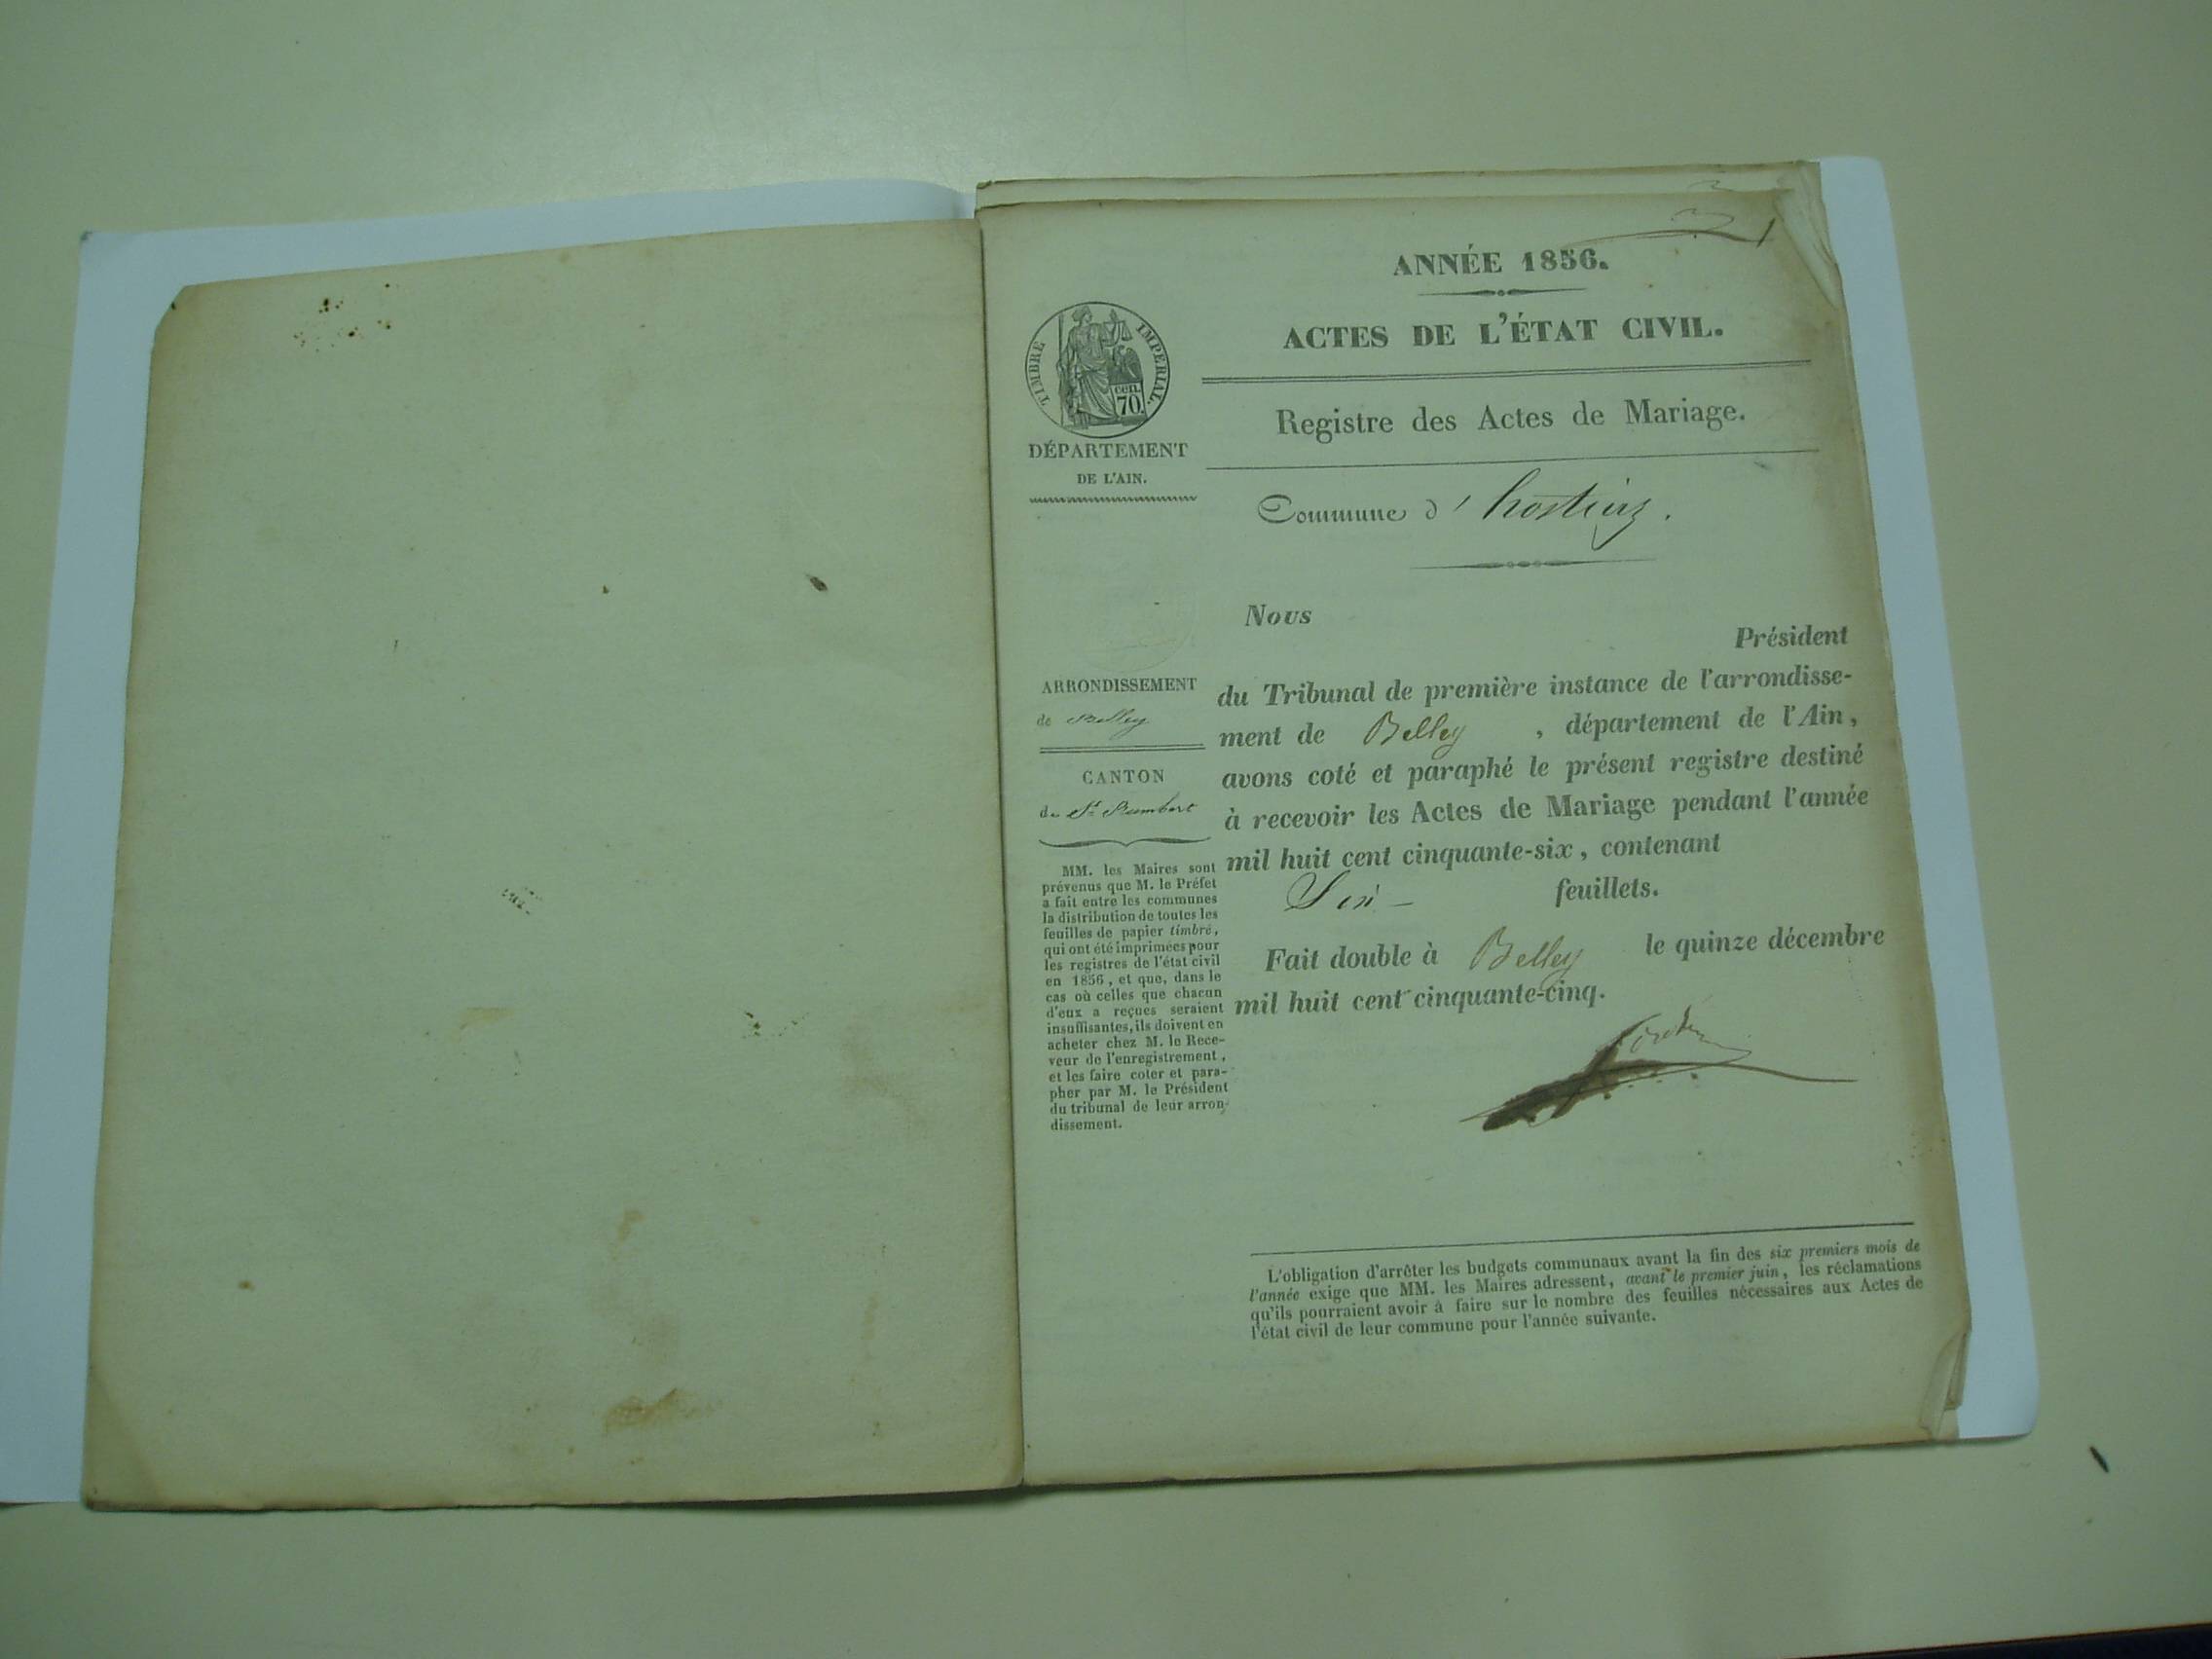 1
ANNÉE 1856.
ACTES DE L'ÉTAT CIVIL.
Registre des Actes de Mariage.
Commune d' hostiaz.
TIMBRE IMPERIAL.
cen. 70.
DÉPARTEMENT
DE L'AIN.
ARRONDISSEMENT
de Belley
CANTON
de St Rambert
MM. les Maires sont
prévenus que M. le Préfet
a fait entre les communes
la distribution de toutes les
feuilles de papier timbré,
qui ont été imprimées pour
les registres de l'état civil
en 1856, et que, dans le
cas où celles que chacun
d'eux a reçues seraient
insuffisantes, ils doivent en
acheter chez M. le Rece-
veur de l'enregistrement,
et les faire coter et para-
pher par M. le Président
du tribunal de leur arron-
dissement.
Nous
Président
du Tribunal de première instance de l'arrondisse-
ment de Belley, département de l'Ain,
avons coté et paraphé le présent registre destiné
à recevoir les Actes de Mariage pendant l'année
mil huit cent cinquante-six, contenant
Six - feuillets.
Fait double à Belley le quinze décembre
mil huit cent cinquante-cinq.
L'obligation d'arrêter les budgets communaux avant la fin des six premiers mois de
l'année exige que MM. les Maires adressent, avant le premier juin, les réclamations
qu'ils pourraient avoir à faire sur le nombre des feuilles nécessaires aux Actes de
l'état civil de leur commune pour l'année suivante.